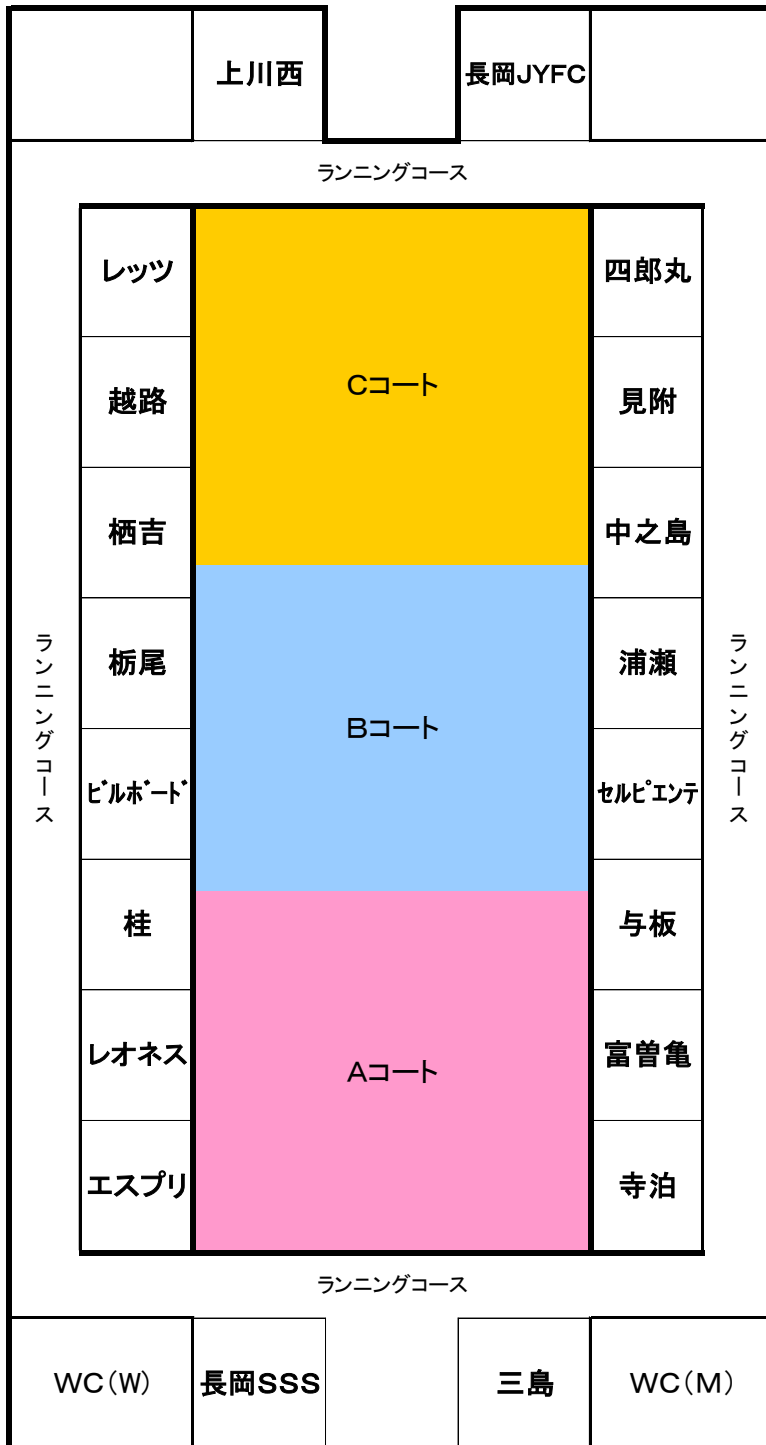 上川西
長岡JYFC
ランニングコース
レッツ
四郎丸
Cコート
越路
見附
栖吉
中之島
ランニングコース
栃尾
浦瀬
ランニングコース
Bコート
ビルボード
セルピエンテ
桂
与板
レオネス
富曽亀
Aコート
エスプリ
寺泊
ランニングコース
WC(W)
長岡SSS
三島
WC(M)